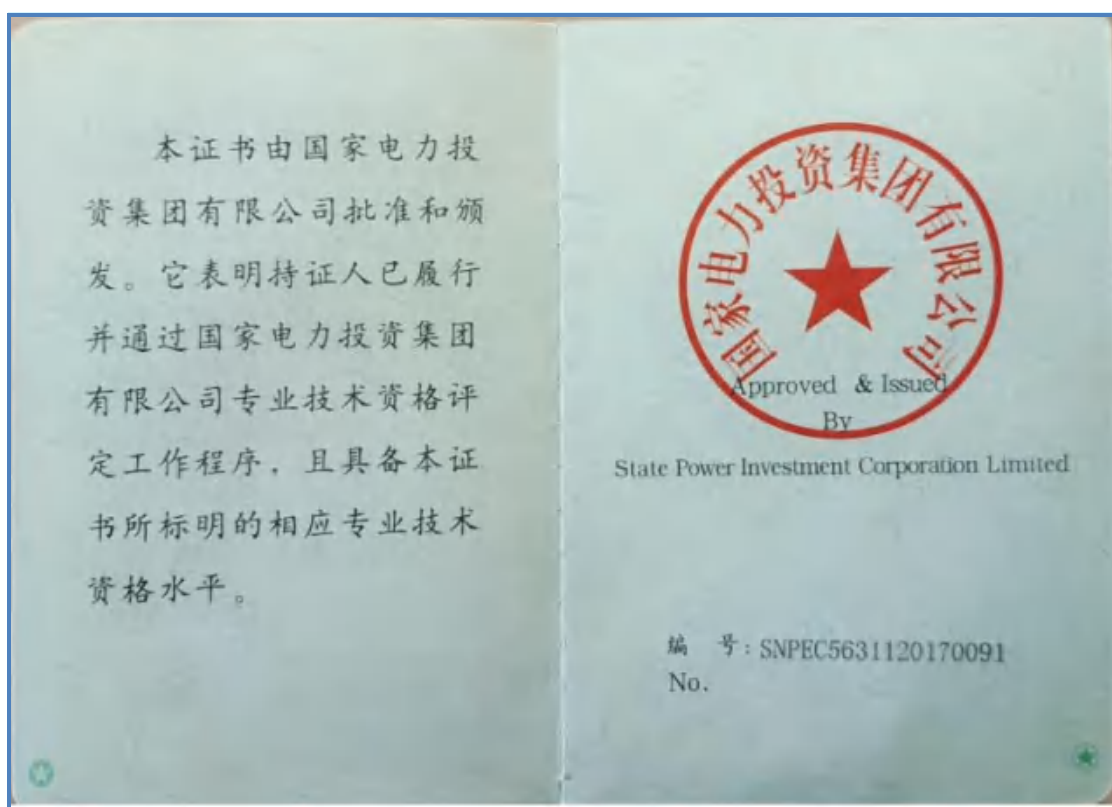 本证书由国家电力投
资集团有限公司批准和颁
发。它表明持证人已履行
并通过国家电力投资集团
有限公司专业技术资格评
定工作程序，且具备本证
书所标明的相应专业技术
资格水平。
国家电力投资集团有限公司
Approved & Issued
By
State Power Investment Corporation Limited
编 号：SNPEC5631120170091
No.